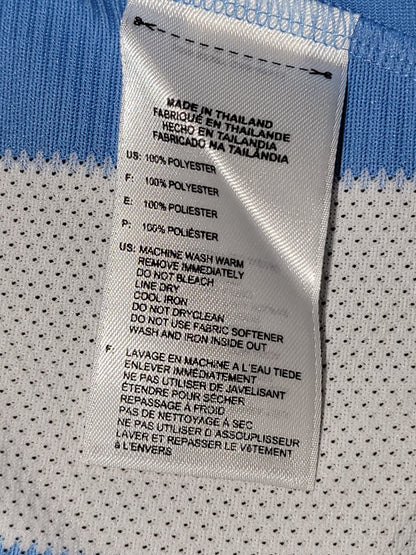 MADE IN THAILAND
FABRIQUÉ EN THAILANDE
HECHO EN TAILANDIA
FABRICADO NA TAILÂNDIA
US: 100% POLYESTER
F: 100% POLYESTER
E: 100% POLIESTER
P: 100% POLIÉSTER
US: MACHINE WASH WARM
REMOVE IMMEDIATELY
DO NOT BLEACH
LINE DRY
COOL IRON
DO NOT DRYCLEAN
DO NOT USE FABRIC SOFTENER
WASH AND IRON INSIDE OUT
F: LAVAGE EN MACHINE A L'EAU TIEDE
ENLEVER IMMÉDIATEMENT
NE PAS UTILISER DE JAVELISANT
ÉTENDRE POUR SÉCHER
REPASSAGE A FROID
PAS DE NETTOYAGE A SEC
NE PAS UTILISER D ASSOUPLISSEUR
LAVER ET REPASSER LE VÊTEMENT
À L'ENVERS